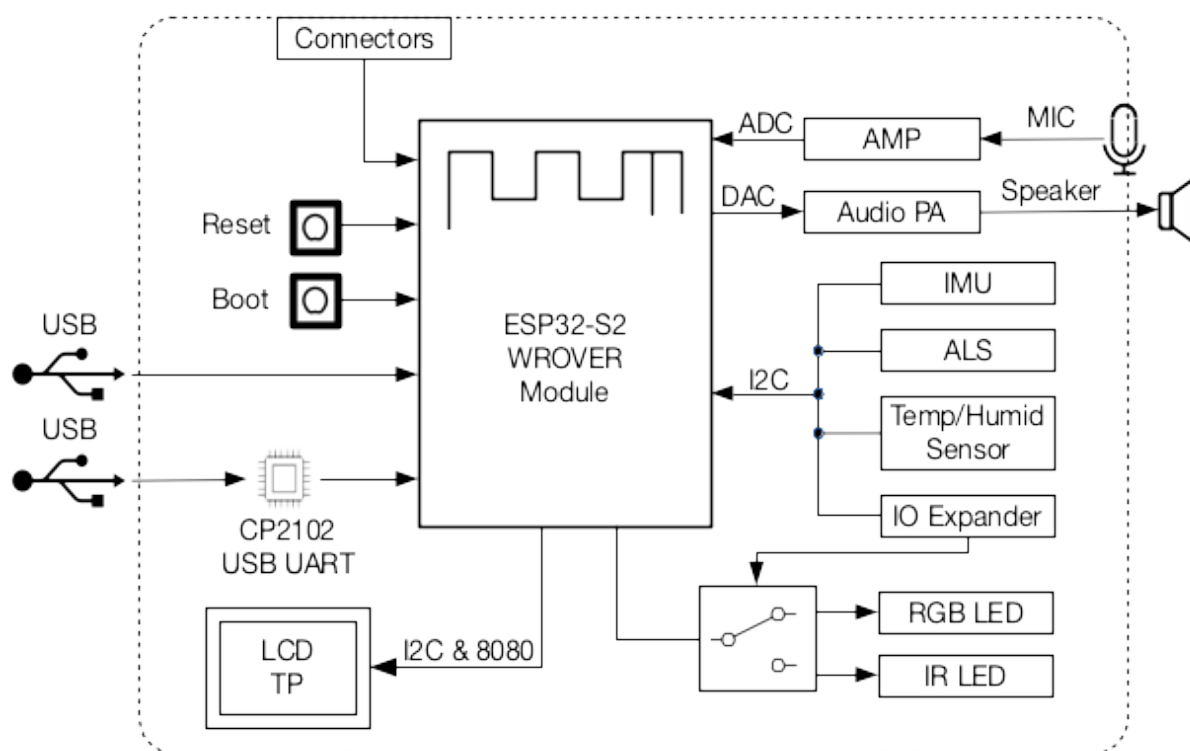 Connectors
ADC
AMP
MIC
DAC
Audio PA
Speaker
Reset
Boot
USB
USB
CP2102
USB UART
ESP32-S2
WROVER
Module
I2C
IMU
ALS
Temp/Humid
Sensor
IO Expander
LCD
TP
I2C & 8080
RGB LED
IR LED